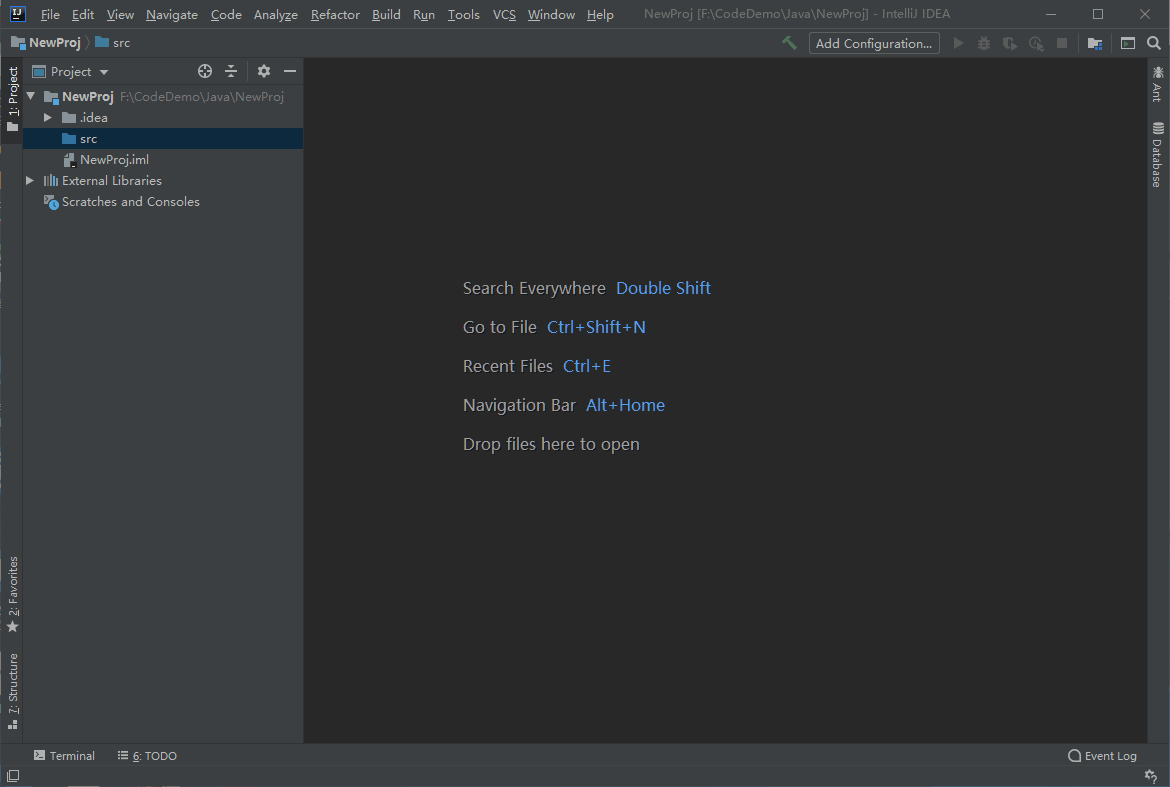 File Edit View Navigate Code Analyze Refactor Build Run Tools VCS Window Help NewProj [F:\CodeDemo\Java\NewProj] - IntelliJ IDEA
NewProj src Add Configuration...
1: Project
Project
NewProj F:\CodeDemo\Java\NewProj
.idea
src
NewProj.iml
External Libraries
Scratches and Consoles
Search Everywhere Double Shift
Go to File Ctrl+Shift+N
Recent Files Ctrl+E
Navigation Bar Alt+Home
Drop files here to open
Ant
Database
2: Favorites
7: Structure
Terminal 6: TODO Event Log